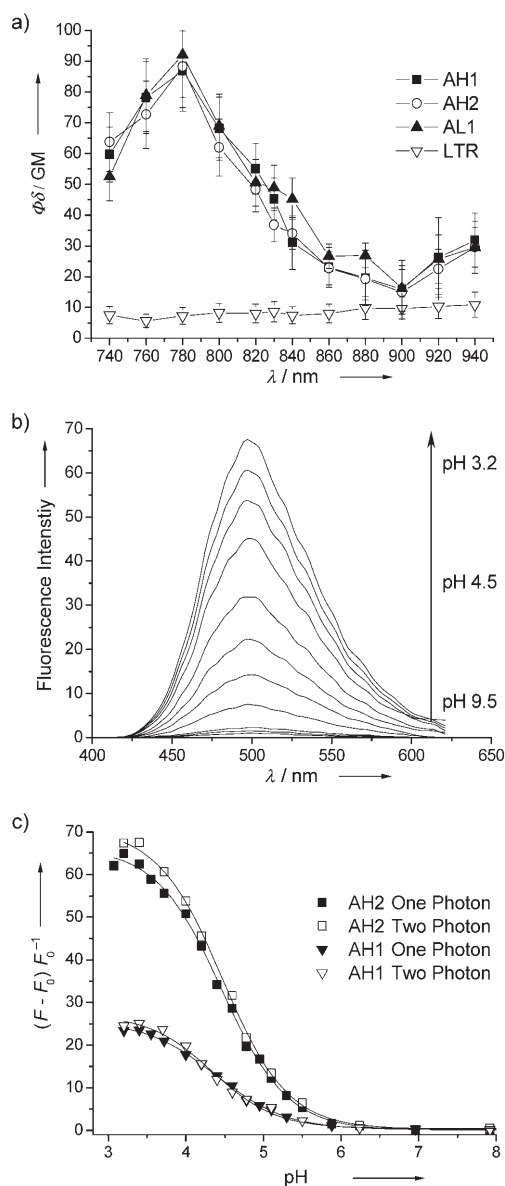 a)
100
90
80
70
60
50
40
30
20
10
0
Φδ / GM
AH1
AH2
AL1
LTR
740 760 780 800 820 840 860 880 900 920 940
λ / nm
b)
70
60
50
40
30
20
10
0
Fluorescence Intenstiy
pH 3.2
pH 4.5
pH 9.5
400 450 500 550 600 650
λ / nm
c)
70
60
50
40
30
20
10
0
(F - F₀) F₀⁻¹
AH2 One Photon
AH2 Two Photon
AH1 One Photon
AH1 Two Photon
3 4 5 6 7 8
pH